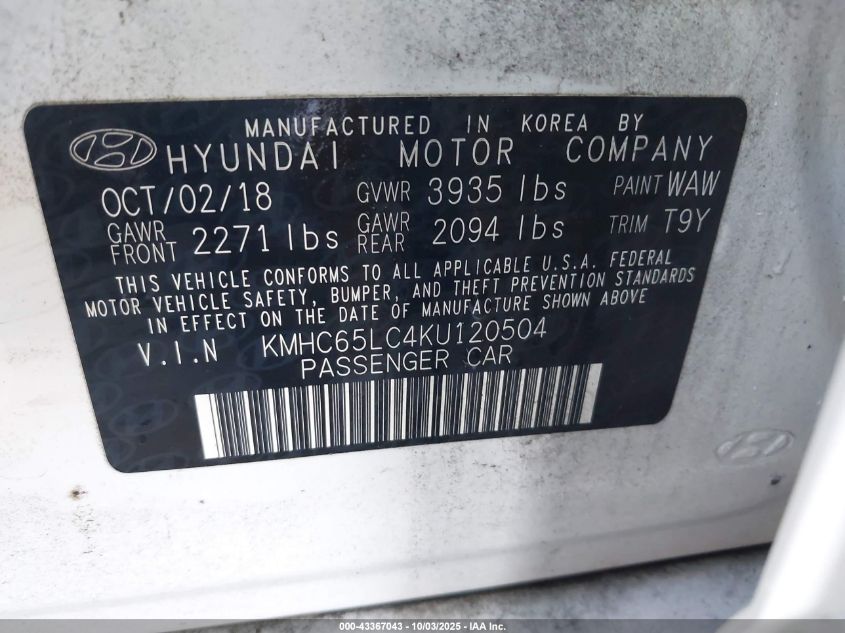 MANUFACTURED IN KOREA BY
HYUNDAI MOTOR COMPANY
OCT/02/18 GVWR 3935 lbs PAINT WAW
GAWR FRONT 2271 lbs GAWR REAR 2094 lbs TRIM T9Y
THIS VEHICLE CONFORMS TO ALL APPLICABLE U.S.A. FEDERAL
MOTOR VEHICLE SAFETY, BUMPER, AND THEFT PREVENTION STANDARDS
IN EFFECT ON THE DATE OF MANUFACTURE SHOWN ABOVE
V.I.N KMHC65LC4KU120504
PASSENGER CAR
000-43367043 - 10/03/2025 - IAA Inc.